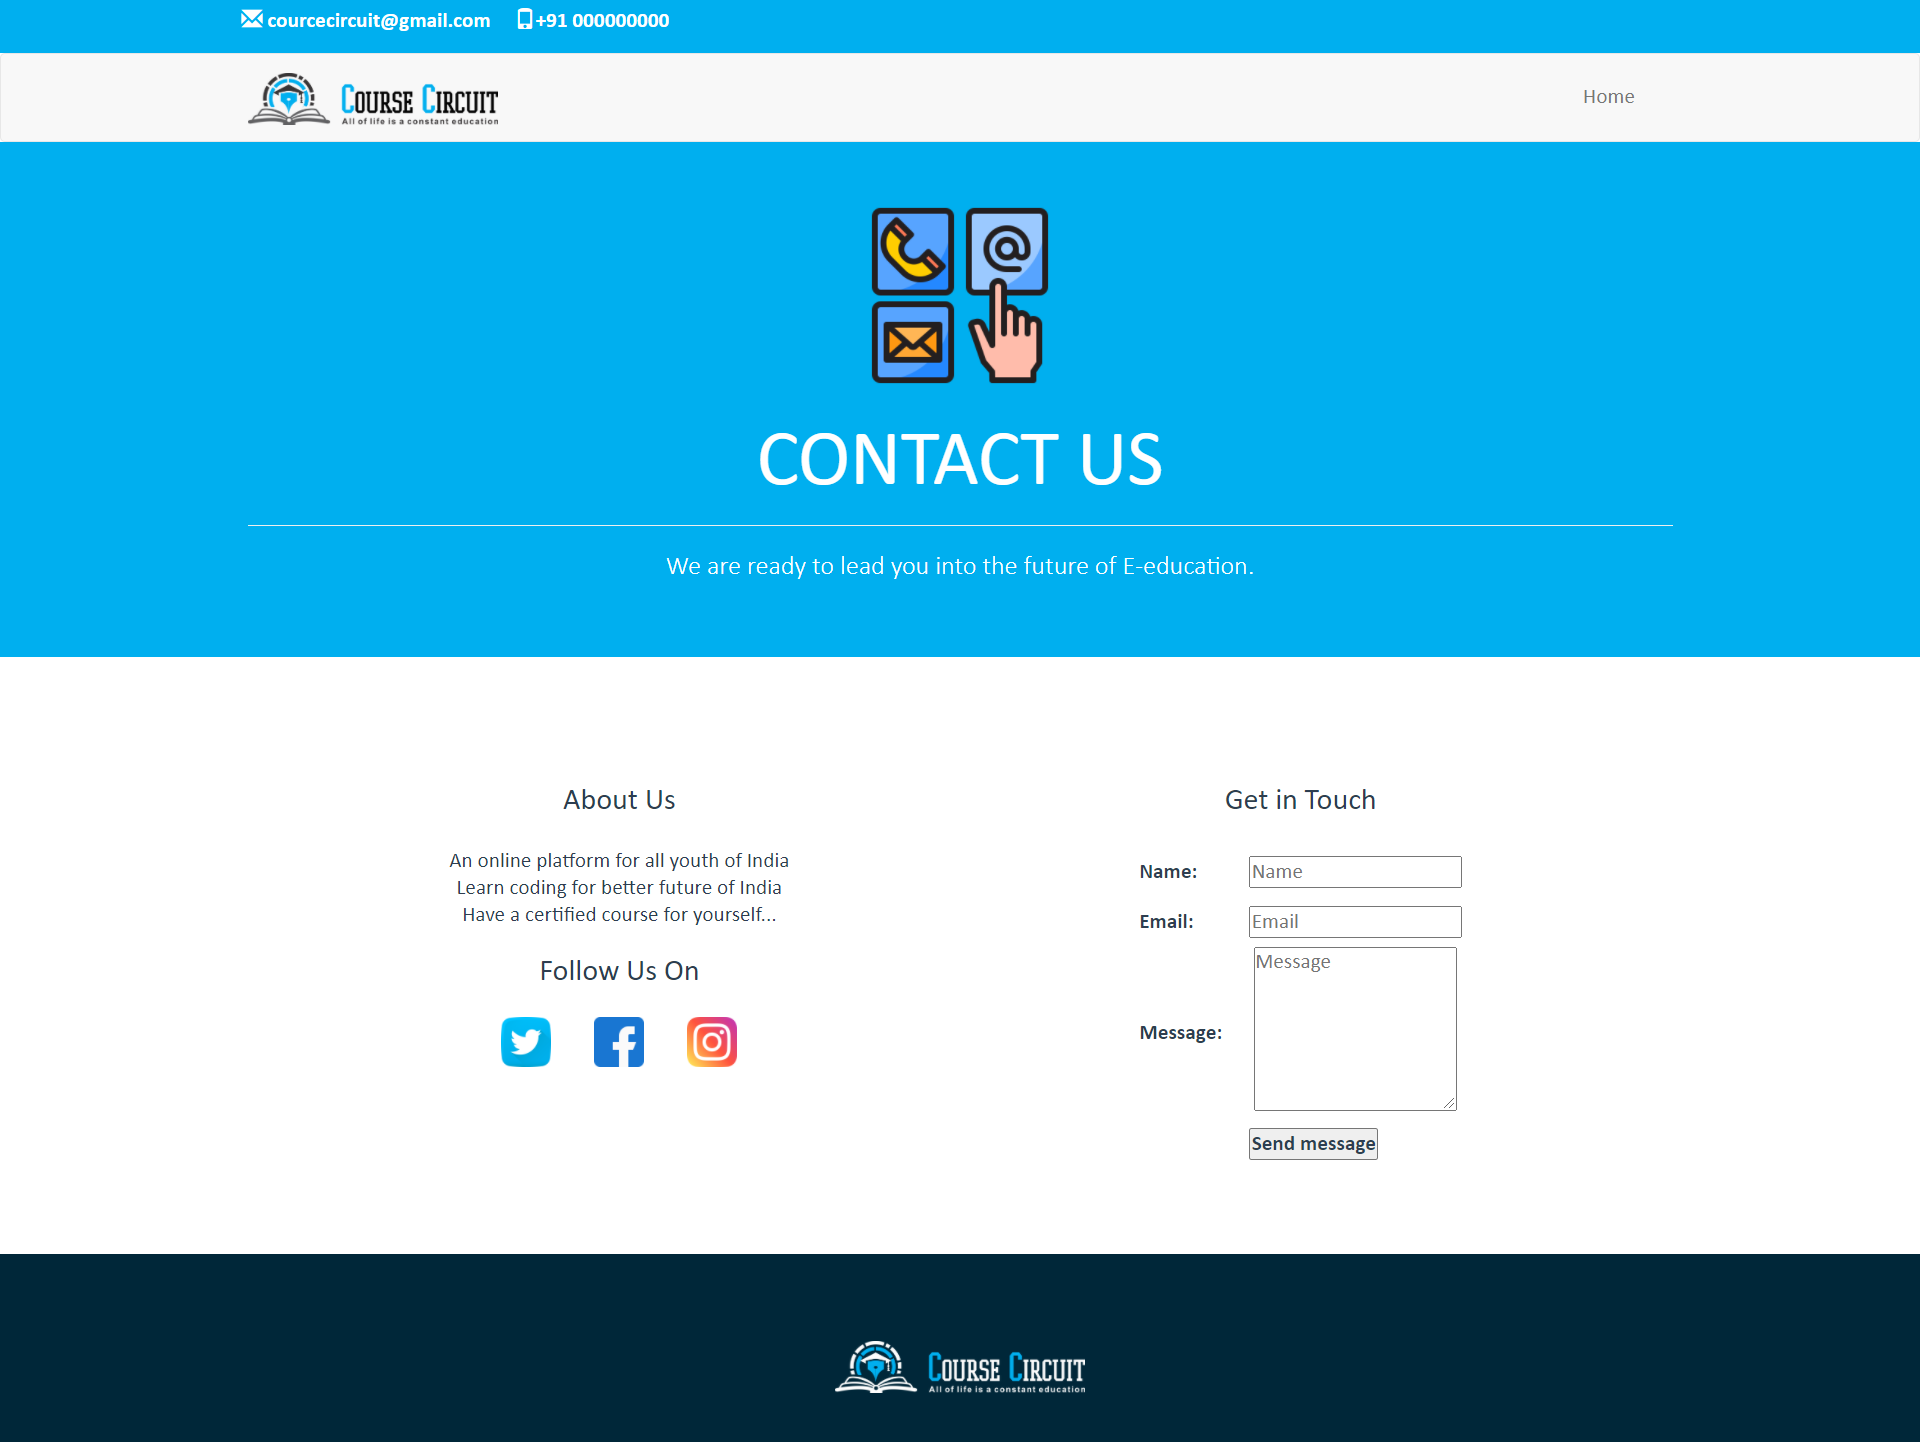 courcecircuit@gmail.com +91 000000000
COURSE CIRCUIT
All of life is a constant education
Home
@
CONTACT US
We are ready to lead you into the future of E-education.
About Us
An online platform for all youth of India
Learn coding for better future of India
Have a certified course for yourself...
Follow Us On
Get in Touch
Name: Name
Email: Email
Message: Message
Send message
COURSE CIRCUIT
All of life is a constant education